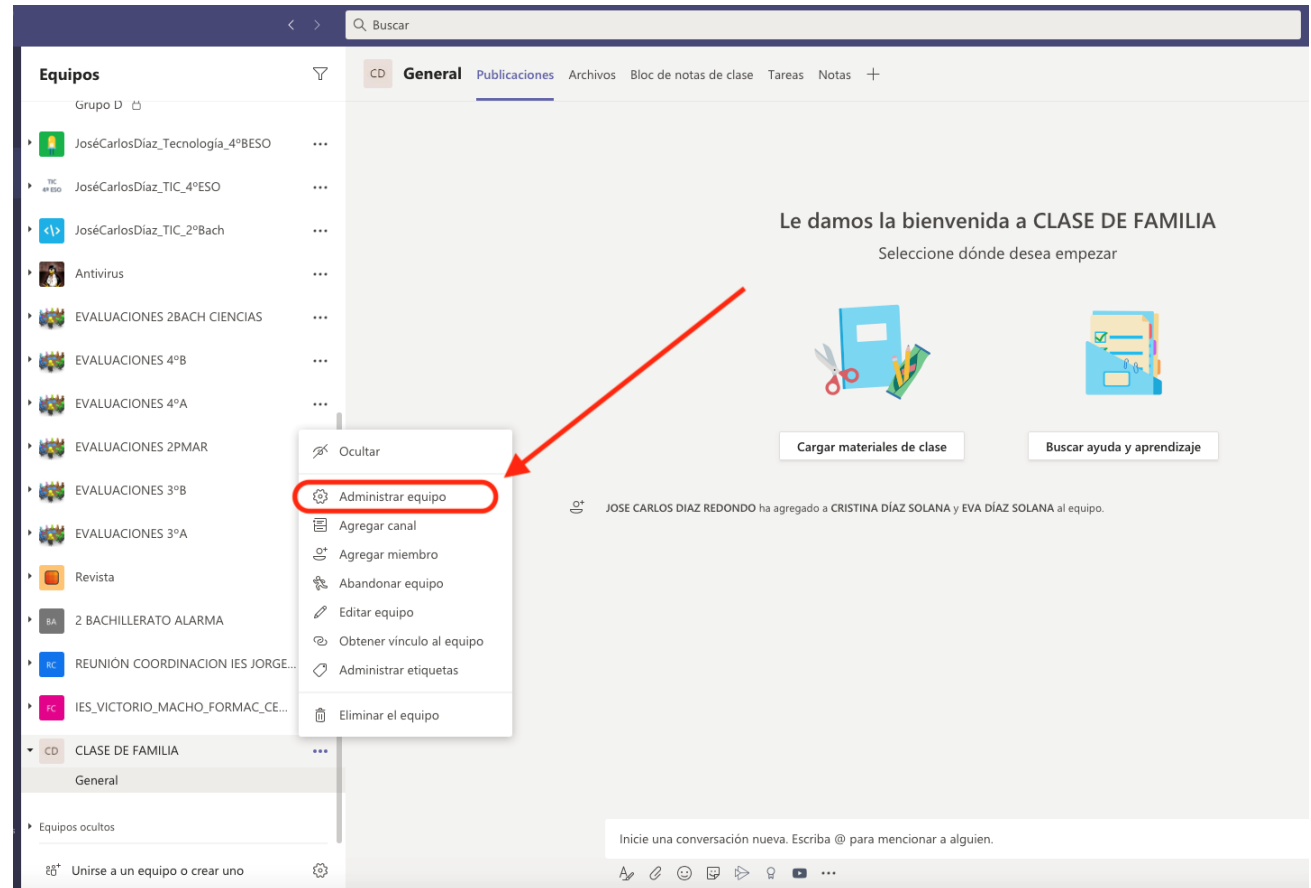 Buscar
Equipos
Grupo D
JoséCarlosDíaz_Tecnología_4ºBESO
TIC
4º ESO
JoséCarlosDíaz_TIC_4ºESO
JoséCarlosDíaz_TIC_2ºBach
Antivirus
EVALUACIONES 2BACH CIENCIAS
EVALUACIONES 4ºB
EVALUACIONES 4ºA
EVALUACIONES 2PMAR
EVALUACIONES 3ºB
EVALUACIONES 3ºA
Revista
BA 2 BACHILLERATO ALARMA
RC REUNIÓN COORDINACION IES JORGE...
FC IES_VICTORIO_MACHO_FORMAC_CE...
CD CLASE DE FAMILIA
General
Equipos ocultos
Unirse a un equipo o crear uno
Ocultar
Administrar equipo
Agregar canal
Agregar miembro
Abandonar equipo
Editar equipo
Obtener vínculo al equipo
Administrar etiquetas
Eliminar el equipo
CD General Publicaciones Archivos Bloc de notas de clase Tareas Notas
Le damos la bienvenida a CLASE DE FAMILIA
Seleccione dónde desea empezar
Cargar materiales de clase
Buscar ayuda y aprendizaje
JOSE CARLOS DIAZ REDONDO ha agregado a CRISTINA DÍAZ SOLANA y EVA DÍAZ SOLANA al equipo.
Inicie una conversación nueva. Escriba @ para mencionar a alguien.